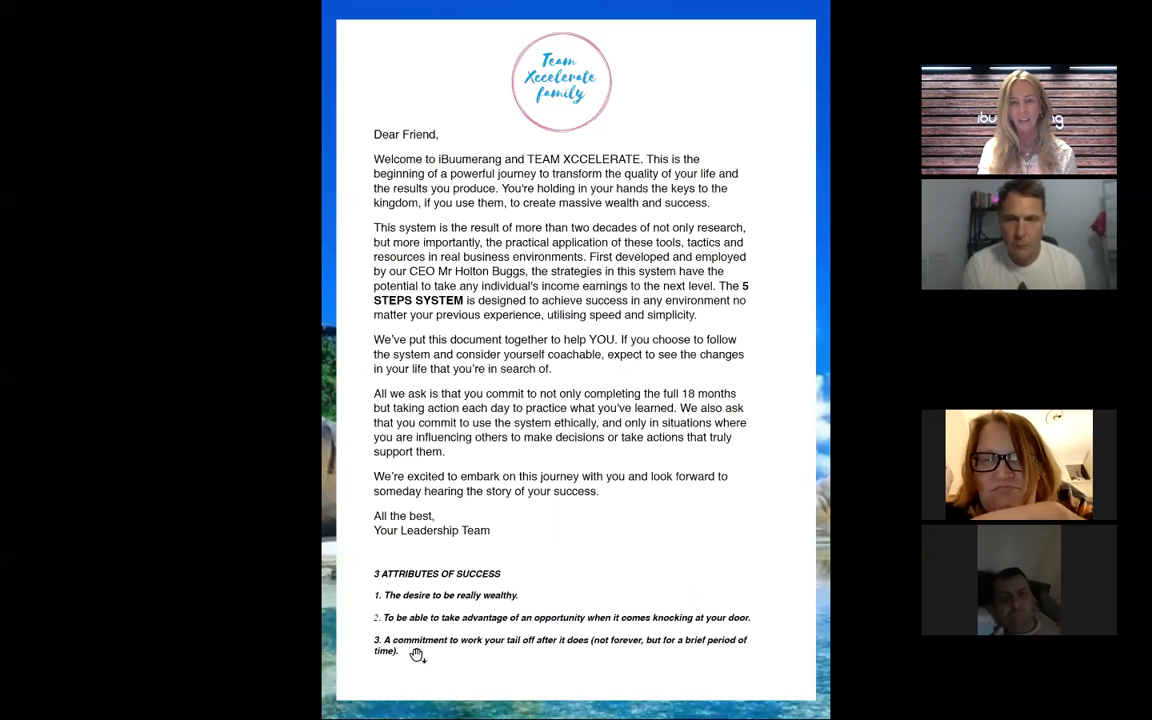 Team
Xccelerate
family
Dear Friend,
Welcome to iBuumerang and TEAM XCCELERATE. This is the
beginning of a powerful journey to transform the quality of your life and
the results you produce. You're holding in your hands the keys to the
kingdom, if you use them, to create massive wealth and success.
This system is the result of more than two decades of not only research,
but more importantly, the practical application of these tools, tactics and
resources in real business environments. First developed and employed
by our CEO Mr Holton Buggs, the strategies in this system have the
potential to take any individual's income earnings to the next level. The 5
STEPS SYSTEM is designed to achieve success in any environment no
matter your previous experience, utilising speed and simplicity.
We've put this document together to help YOU. If you choose to follow
the system and consider yourself coachable, expect to see the changes
in your life that you're in search of.
All we ask is that you commit to not only completing the full 18 months
but taking action each day to practice what you've learned. We also ask
that you commit to use the system ethically, and only in situations where
you are influencing others to make decisions or take actions that truly
support them.
We're excited to embark on this journey with you and look forward to
someday hearing the story of your success.
All the best,
Your Leadership Team
3 ATTRIBUTES OF SUCCESS
1. The desire to be really wealthy.
2. To be able to take advantage of an opportunity when it comes knocking at your door.
3. A commitment to work your tail off after it does (not forever, but for a brief period of
time).